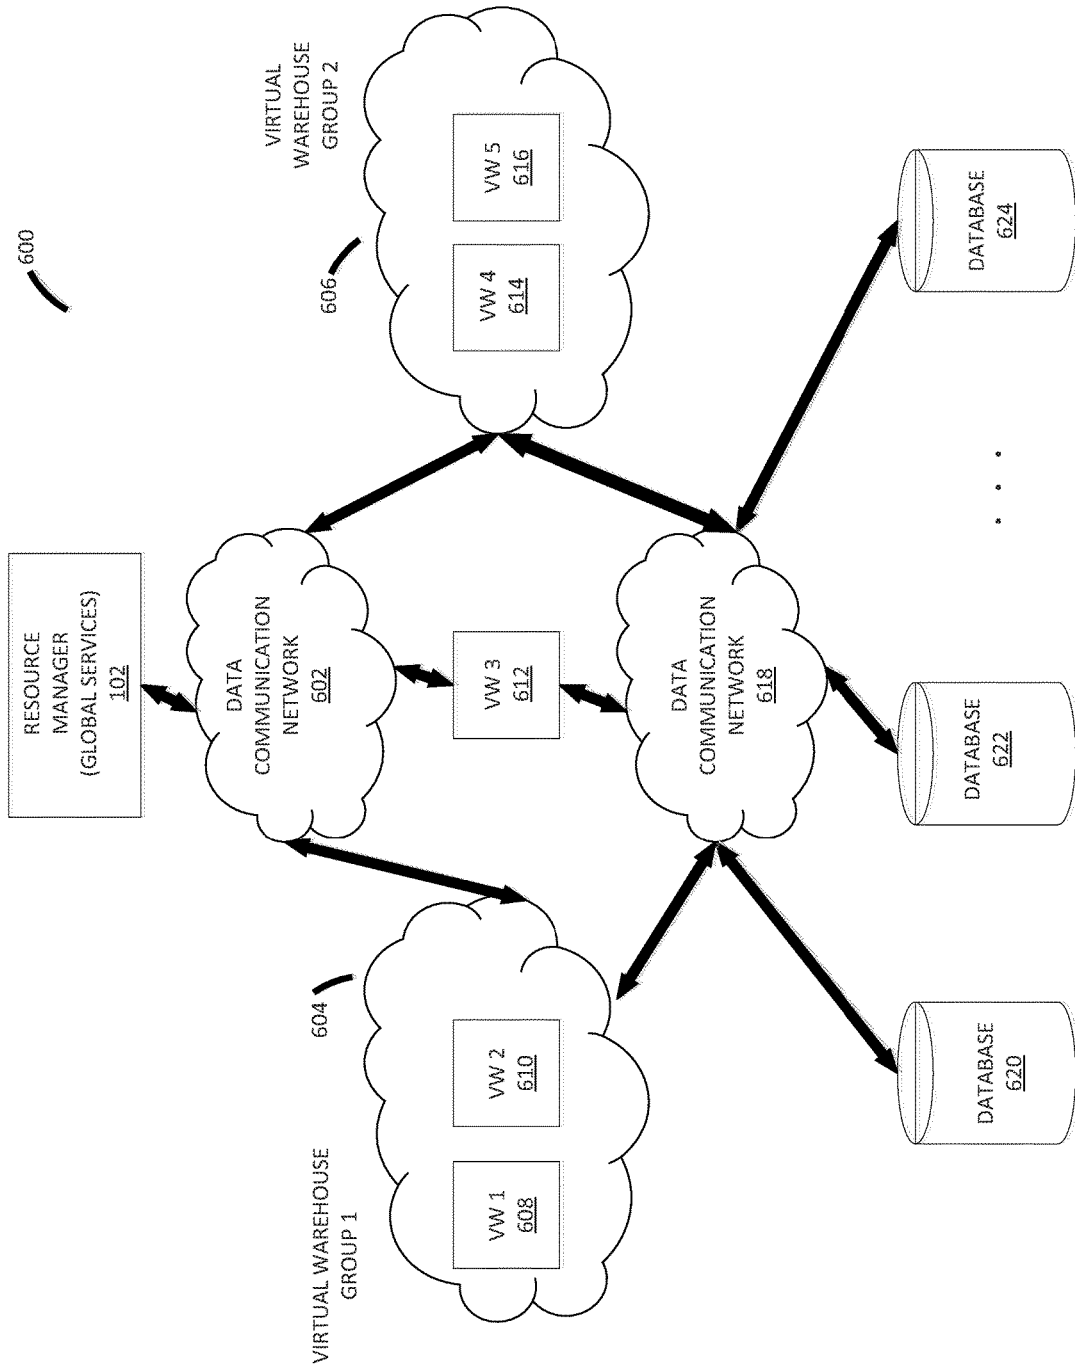 600
RESOURCE
MANAGER
(GLOBAL SERVICES)
102
DATA
COMMUNICATION
NETWORK
602
VIRTUAL WAREHOUSE
GROUP 1
604
VW 1
608
VW 2
610
VW 3
612
VIRTUAL
WAREHOUSE
GROUP 2
606
VW 4
614
VW 5
616
DATA
COMMUNICATION
NETWORK
618
DATABASE
620
DATABASE
622
. . .
DATABASE
624